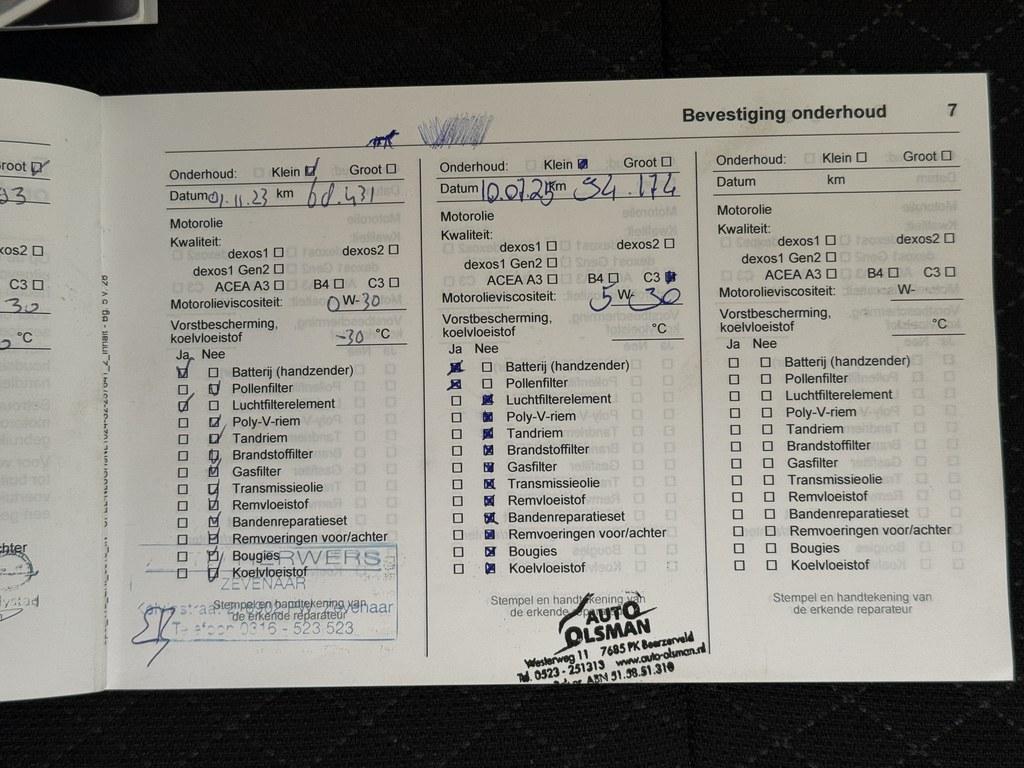 Bevestiging onderhoud 7
Groot
C3
°C
Onderhoud: Klein Groot
Datum 01.11.23 km
Motorolie
Kwaliteit:
dexos1 dexos2
dexos1 Gen2
ACEA A3 B4 C3
Motorolieviscositeit: 0 W-30
Vorstbescherming,
koelvloeistof -30 °C
Ja Nee
Batterij (handzender)
Pollenfilter
Luchtfilterelement
Poly-V-riem
Tandriem
Brandstoffilter
Gasfilter
Transmissieolie
Remvloeistof
Bandenreparatieset
Remvoeringen voor/achter
Bougies
Koelvloeistof
Stempel en handtekening van
de erkende reparateur
ZEVENAAR
Zevenaar
0316 - 523 523
Onderhoud: Klein Groot
Datum 10.07.25 km 94.174
Motorolie
Kwaliteit:
dexos1 dexos2
dexos1 Gen2
ACEA A3 B4 C3
Motorolieviscositeit: 5 W-30
Vorstbescherming,
koelvloeistof °C
Ja Nee
Batterij (handzender)
Pollenfilter
Luchtfilterelement
Poly-V-riem
Tandriem
Brandstoffilter
Gasfilter
Transmissieolie
Remvloeistof
Bandenreparatieset
Remvoeringen voor/achter
Bougies
Koelvloeistof
Stempel en handtekening van
de erkende reparateur
AUTO
OLSMAN
Westerweg 11 7685 PK Beerzerveld
Tel. 0523 - 251313 www.auto-olsman.nl
Onderhoud: Klein Groot
Datum km
Motorolie
Kwaliteit:
dexos1 dexos2
dexos1 Gen2
ACEA A3 B4 C3
Motorolieviscositeit: W-
Vorstbescherming,
koelvloeistof °C
Ja Nee
Batterij (handzender)
Pollenfilter
Luchtfilterelement
Poly-V-riem
Tandriem
Brandstoffilter
Gasfilter
Transmissieolie
Remvloeistof
Bandenreparatieset
Remvoeringen voor/achter
Bougies
Koelvloeistof
Stempel en handtekening van
de erkende reparateur